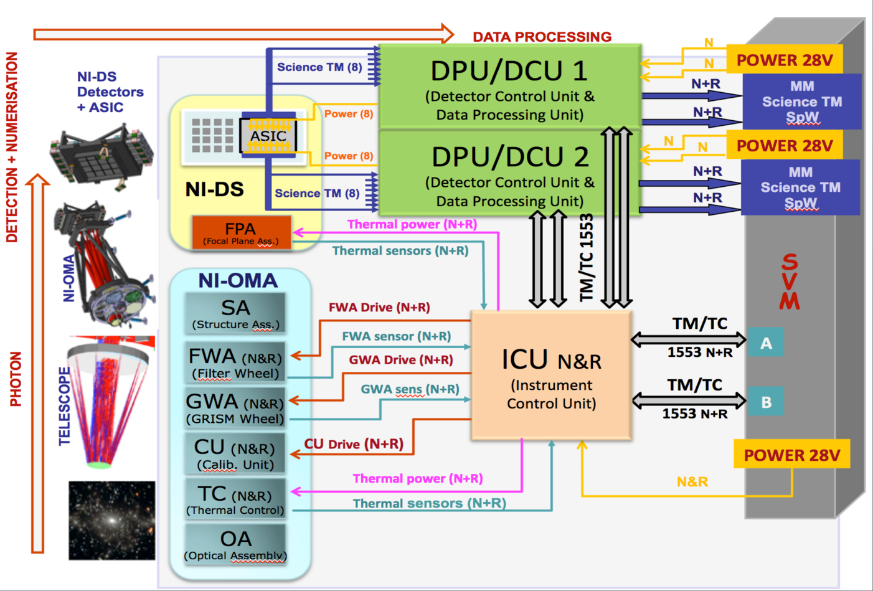 DATA PROCESSING
DETECTION + NUMERISATION
PHOTON
NI-DS
Detectors
+ ASIC
NI-OMA
TELESCOPE
Science TM (8)
Power (8)
ASIC
Power (8)
NI-DS
Science TM (8)
FPA
(Focal Plane Ass.)
Thermal power (N+R)
Thermal sensors (N+R)
DPU/DCU 1
(Detector Control Unit &
Data Processing Unit)
DPU/DCU 2
(Detector Control Unit &
Data Processing Unit)
N
N
POWER 28V
N+R
N+R
MM
Science TM
SpW
N
N
POWER 28V
N+R
N+R
MM
Science TM
SpW
TM/TC 1553
SVM
NI-OMA
SA
(Structure Ass.)
FWA (N&R)
(Filter Wheel)
GWA (N&R)
(GRISM Wheel)
CU (N&R)
(Calib. Unit)
TC (N&R)
(Thermal Control)
OA
(Optical Assembly)
FWA Drive (N+R)
FWA sensor (N+R)
GWA Drive (N+R)
GWA sens (N+R)
CU Drive (N+R)
Thermal power (N+R)
Thermal sensors (N+R)
ICU N&R
(Instrument
Control Unit)
TM/TC
1553 N+R
A
TM/TC
1553 N+R
B
POWER 28V
N&R